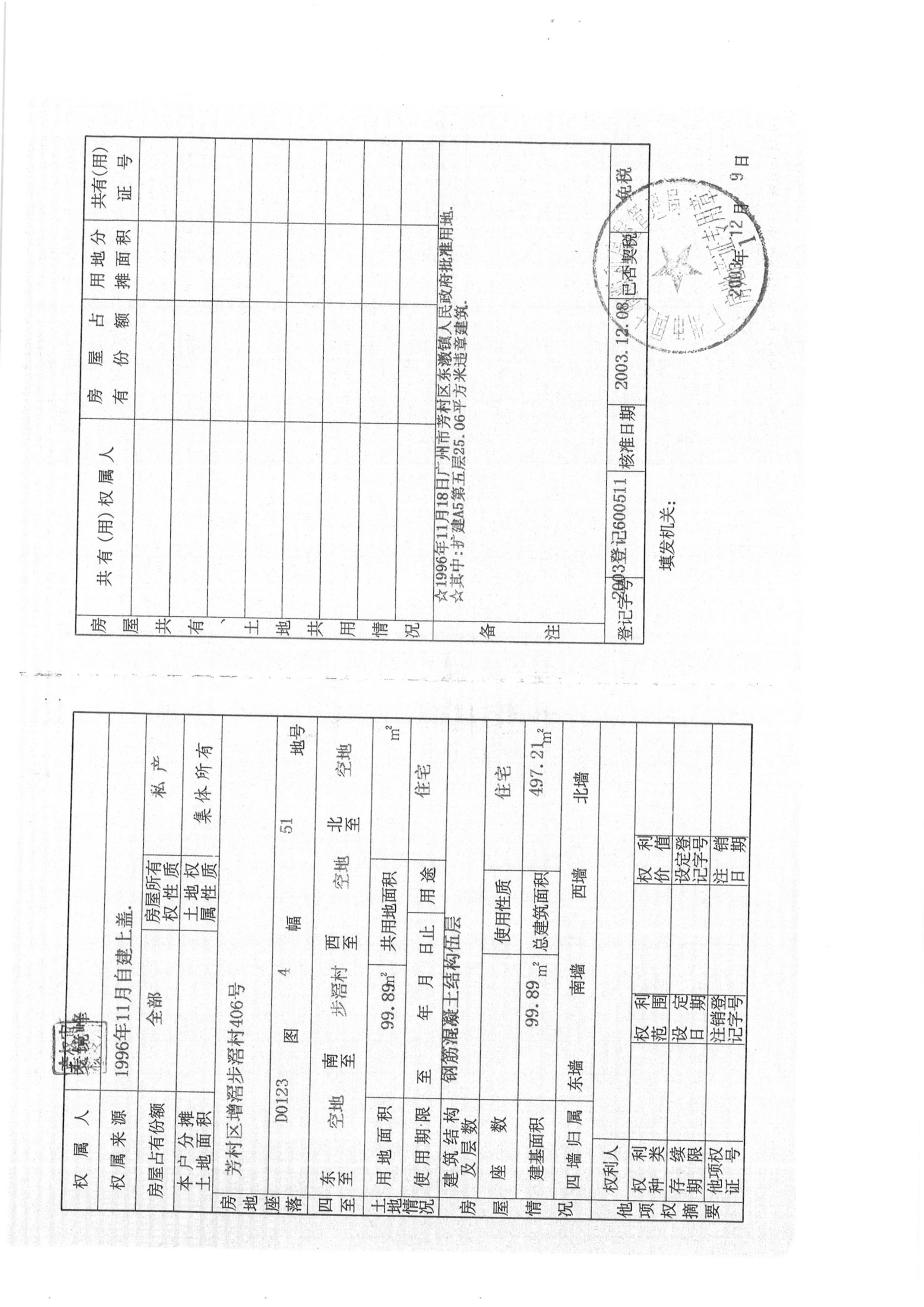 权属人 秦镜峰
权属来源 1996年11月自建上盖.
房屋占有份额 全部 房屋所有权性质 私产
本户分摊土地面积 土地权属性质 集体所有
房地座落 芳村区增滘步滘村406号
D0123 图 4 幅 51 地号
四至 东至 空地 南至 步滘村 西至 空地 北至 空地
土地情况 用地面积 99.89m² 共用地面积 m²
使用期限 至 年 月 日止 用途 住宅
房屋情况 建筑结构及层数 钢筋混凝土结构伍层
座数 使用性质 住宅
建基面积 99.89 m² 总建筑面积 497.21m²
四墙归属 东墙 南墙 西墙 北墙
他项权摘要 权利人
权利种类 权利范围 权利价值
存续期限 设定日期 设定登记字号
他项权证号 注销登记字号 注销日期
房屋共有、土地共用情况 共有(用)权属人 房屋占有份额 用地分摊面积 共有(用)证号
备注
☆1996年11月18日广州市芳村区东漖镇人民政府批准用地.
☆其中:扩建A5第五层25.06平方米违章建筑.
登记字号 2003登记600511 核准日期 2003.12.08 已否契税 免税
填发机关:
2003年 12月 9日